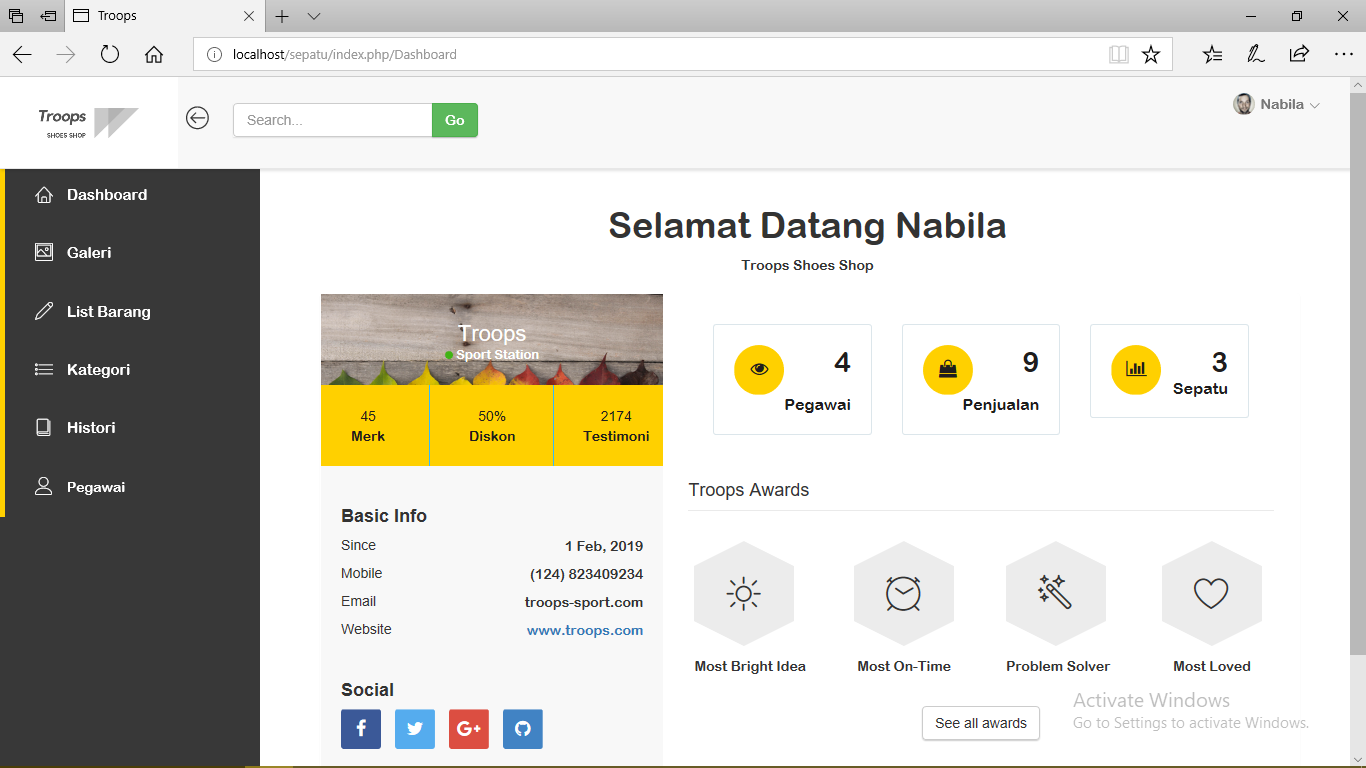 Troops
localhost/sepatu/index.php/Dashboard
Troops
SHOES SHOP
Search...
Go
Nabila
Dashboard
Galeri
List Barang
Kategori
Histori
Pegawai
Selamat Datang Nabila
Troops Shoes Shop
Troops
Sport Station
45
Merk
50%
Diskon
2174
Testimoni
Basic Info
Since 1 Feb, 2019
Mobile (124) 823409234
Email troops-sport.com
Website www.troops.com
Social
4
Pegawai
9
Penjualan
3
Sepatu
Troops Awards
Most Bright Idea
Most On-Time
Problem Solver
Most Loved
See all awards
Activate Windows
Go to Settings to activate Windows.